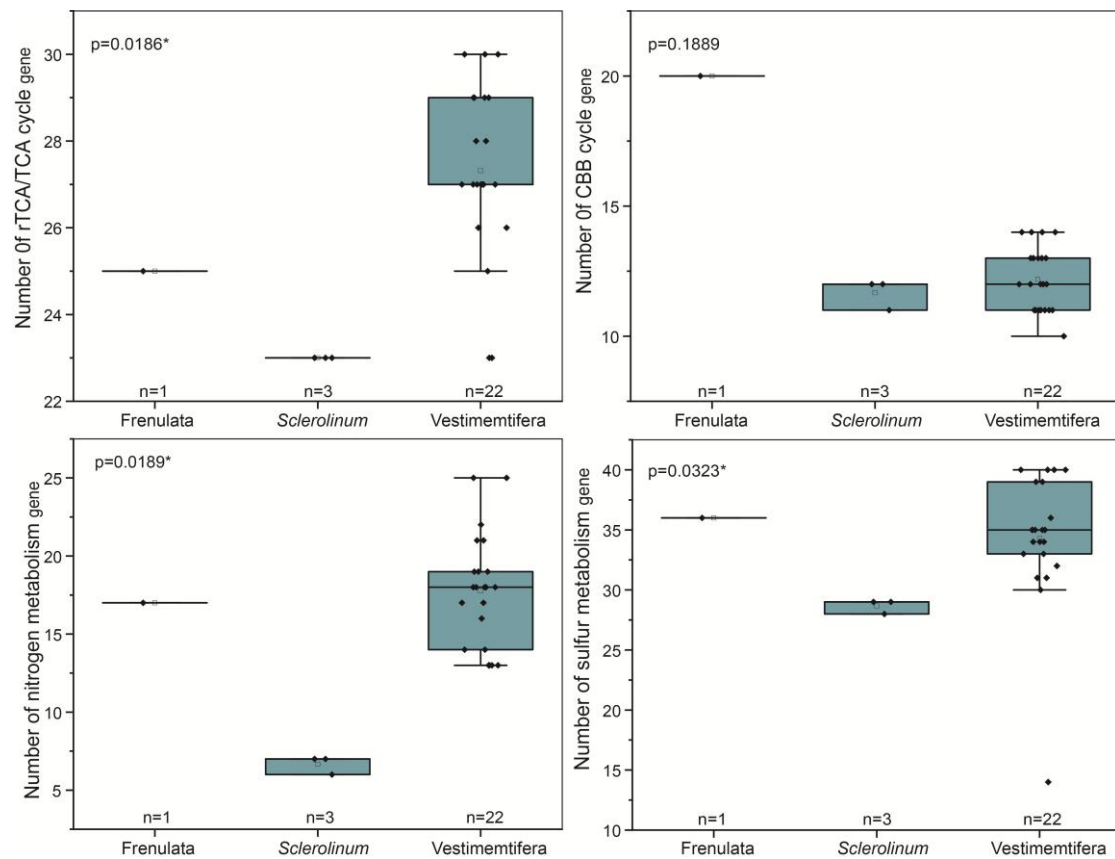 p=0.0186*
Number 0f rTCA/TCA cycle gene
30
28
26
24
22
n=1
n=3
n=22
Frenulata
Sclerolinum
Vestimemtifera
p=0.1889
Number 0f CBB cycle gene
20
15
10
n=1
n=3
n=22
Frenulata
Sclerolinum
Vestimemtifera
p=0.0189*
Number of nitrogen metabolism gene
25
20
15
10
5
n=1
n=3
n=22
Frenulata
Sclerolinum
Vestimemtifera
p=0.0323*
Number of sulfur metabolism gene
40
35
30
25
20
15
10
n=1
n=3
n=22
Frenulata
Sclerolinum
Vestimemtifera